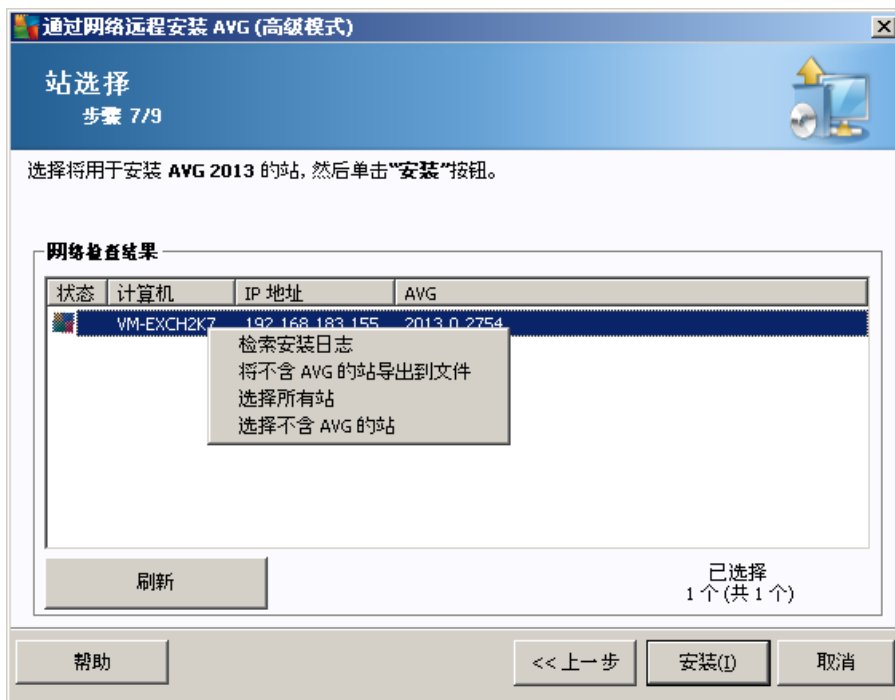 通过网络远程安装 AVG (高级模式)
站选择
步骤 7/9
选择将用于安装 AVG 2013 的站, 然后单击"安装"按钮。
网络检查结果
状态 计算机 IP 地址 AVG
VM-EXCH2K7 192.168.183.155 2013.0.2754
检索安装日志
将不含 AVG 的站导出到文件
选择所有站
选择不含 AVG 的站
刷新
已选择
1 个 (共 1 个)
帮助 << 上一步 安装(I) 取消